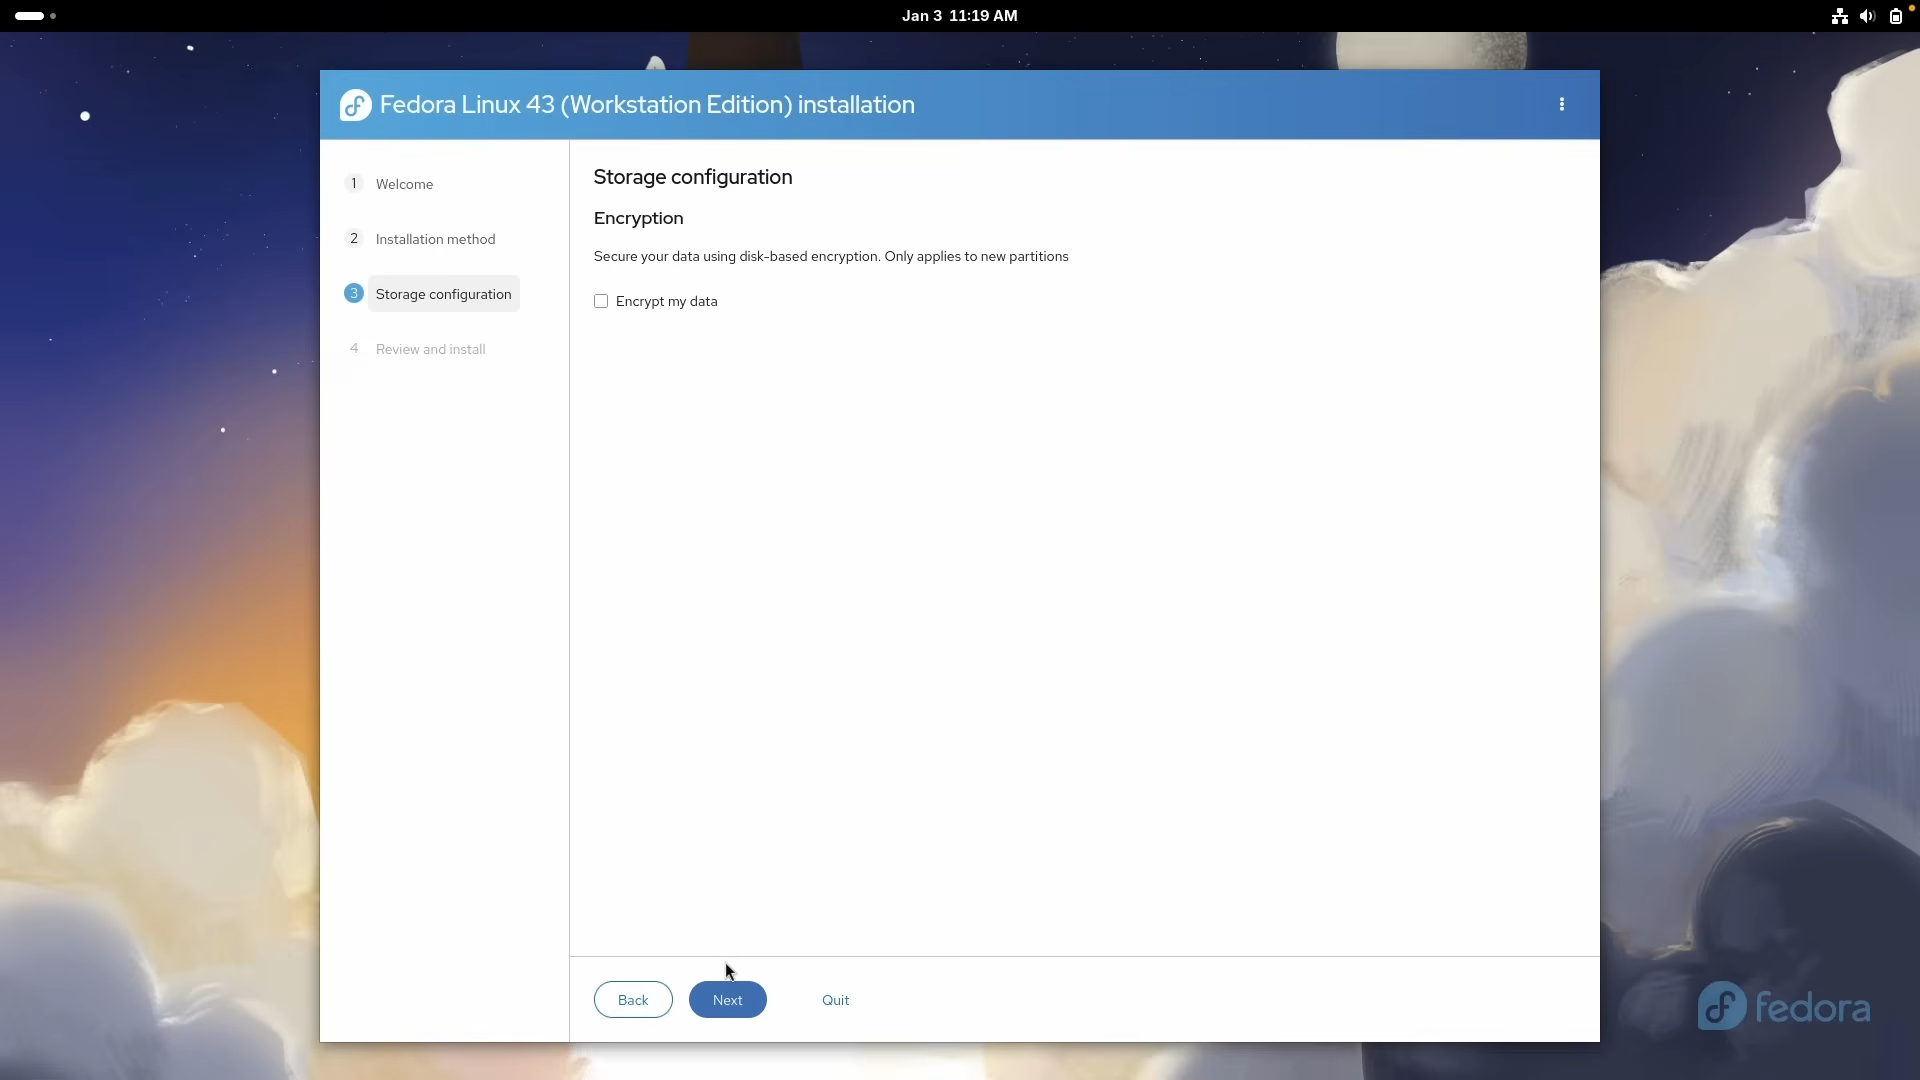 Jan 3 11:19 AM
Fedora Linux 43 (Workstation Edition) installation
1 Welcome
2 Installation method
3 Storage configuration
4 Review and install
Storage configuration
Encryption
Secure your data using disk-based encryption. Only applies to new partitions
Encrypt my data
Back
Next
Quit
fedora